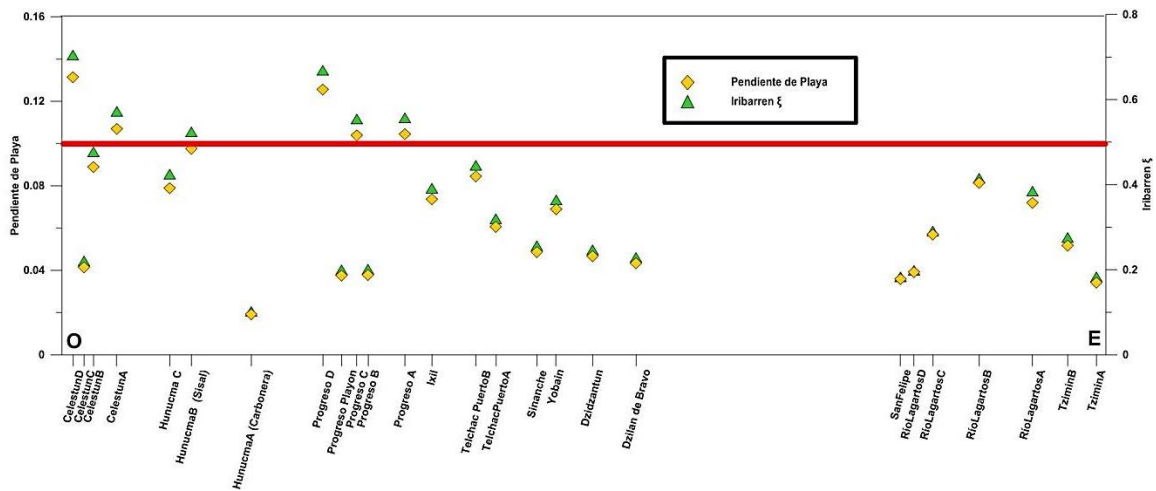 0.16
0.12
0.08
0.04
0
Pendiente de Playa
0.8
0.6
0.4
0.2
0
Iribarren ξ
Pendiente de Playa
Iribarren ξ
O
E
CelestunD
CelestunC
CelestunB
CelestunA
Hunucma C
HunucmaB (Sisal)
HunucmaA (Carbonera)
Progreso D
Progreso Playon
Progreso C
Progreso B
Progreso A
Ixil
Telchac PuertoB
TelchacPuertoA
Sinanche
Yobain
Dzidzantun
Dzilan de Bravo
SanFelipe
RioLagartosD
RioLagartosC
RioLagartosB
RioLagartosA
TziminB
TziminA